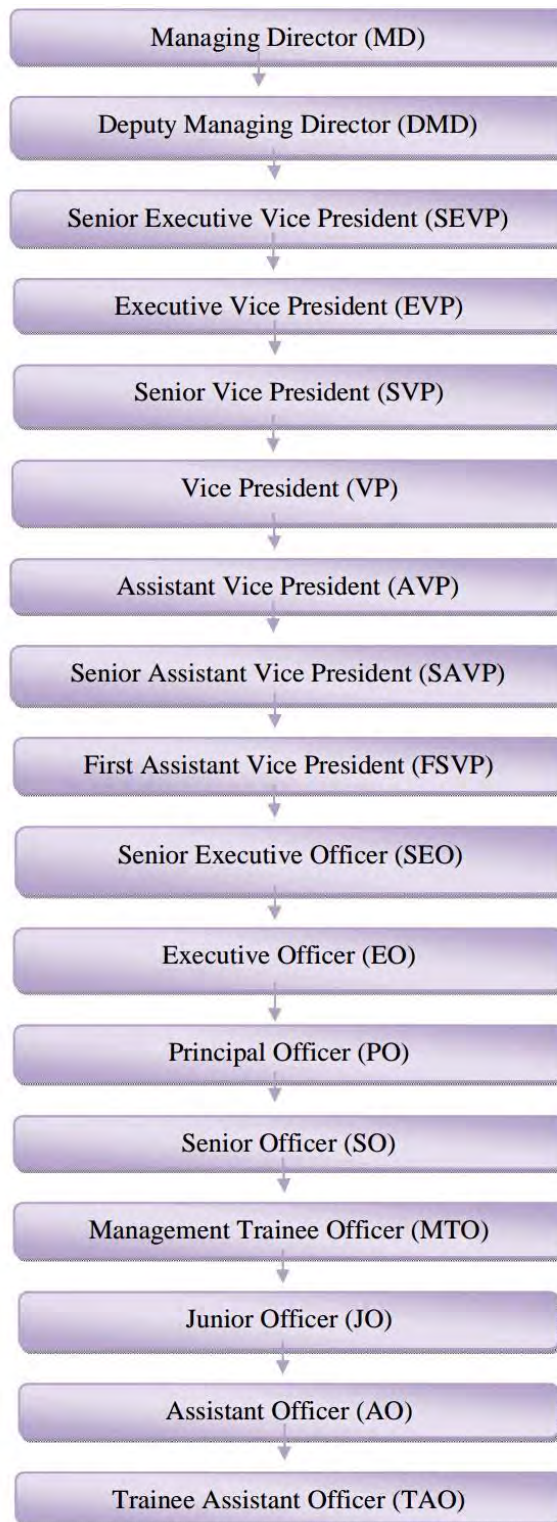 Managing Director (MD)
Deputy Managing Director (DMD)
Senior Executive Vice President (SEVP)
Executive Vice President (EVP)
Senior Vice President (SVP)
Vice President (VP)
Assistant Vice President (AVP)
Senior Assistant Vice President (SAVP)
First Assistant Vice President (FSVP)
Senior Executive Officer (SEO)
Executive Officer (EO)
Principal Officer (PO)
Senior Officer (SO)
Management Trainee Officer (MTO)
Junior Officer (JO)
Assistant Officer (AO)
Trainee Assistant Officer (TAO)